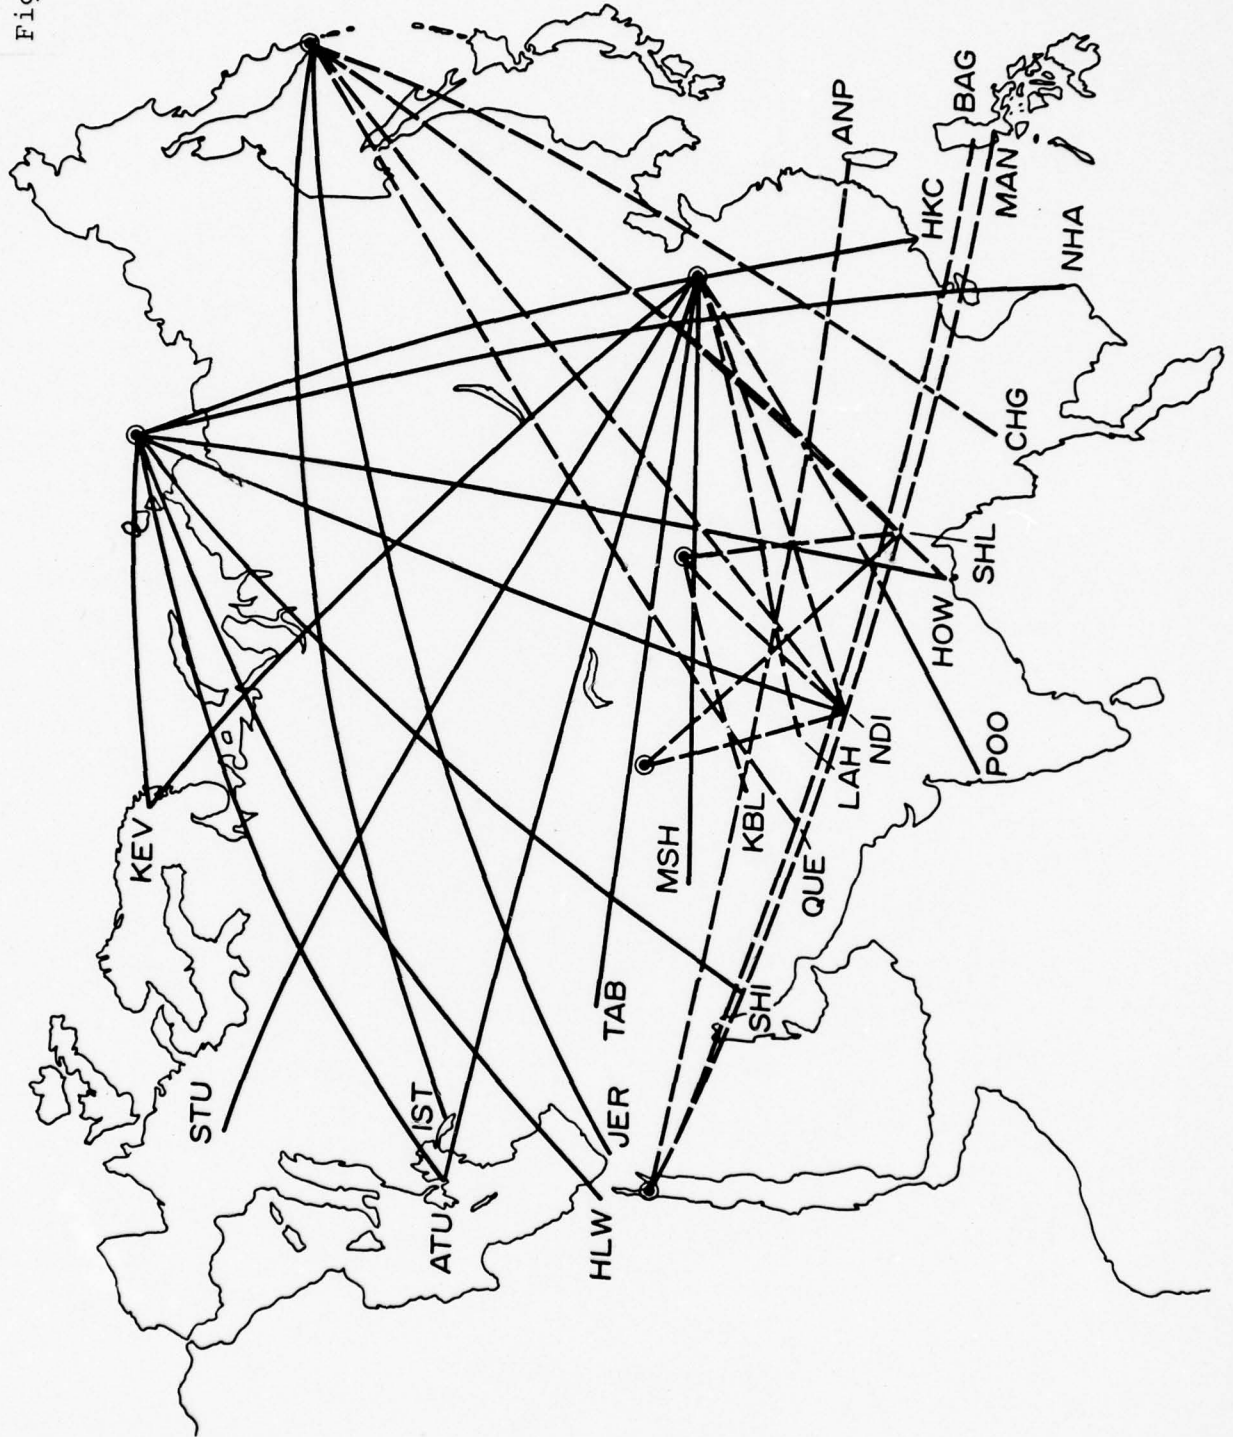 Fig
KEV
STU
IST
ATU
HLW
JER
TAB
MSH
SHI
KBL
QUE
LAH
NDI
POO
HOW
SHL
CHG
NHA
HKC
MAN
BAG
ANP